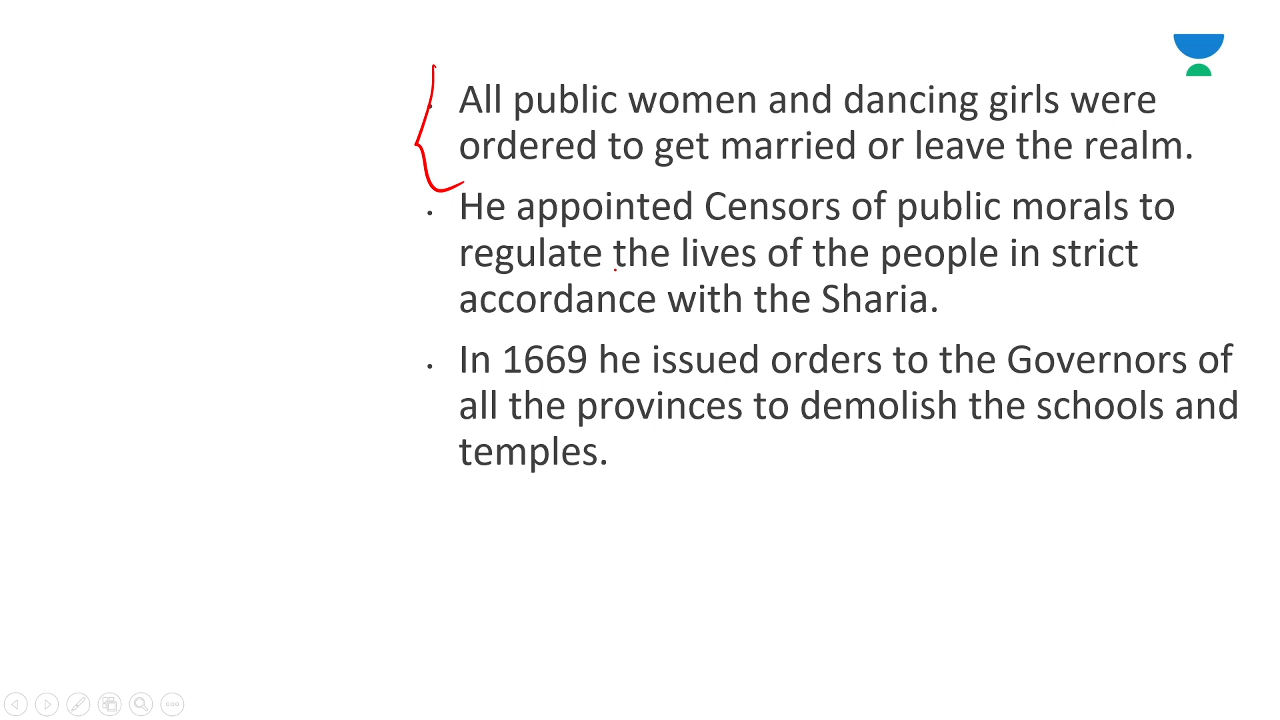 All public women and dancing girls were
ordered to get married or leave the realm.
He appointed Censors of public morals to
regulate the lives of the people in strict
accordance with the Sharia.
In 1669 he issued orders to the Governors of
all the provinces to demolish the schools and
temples.